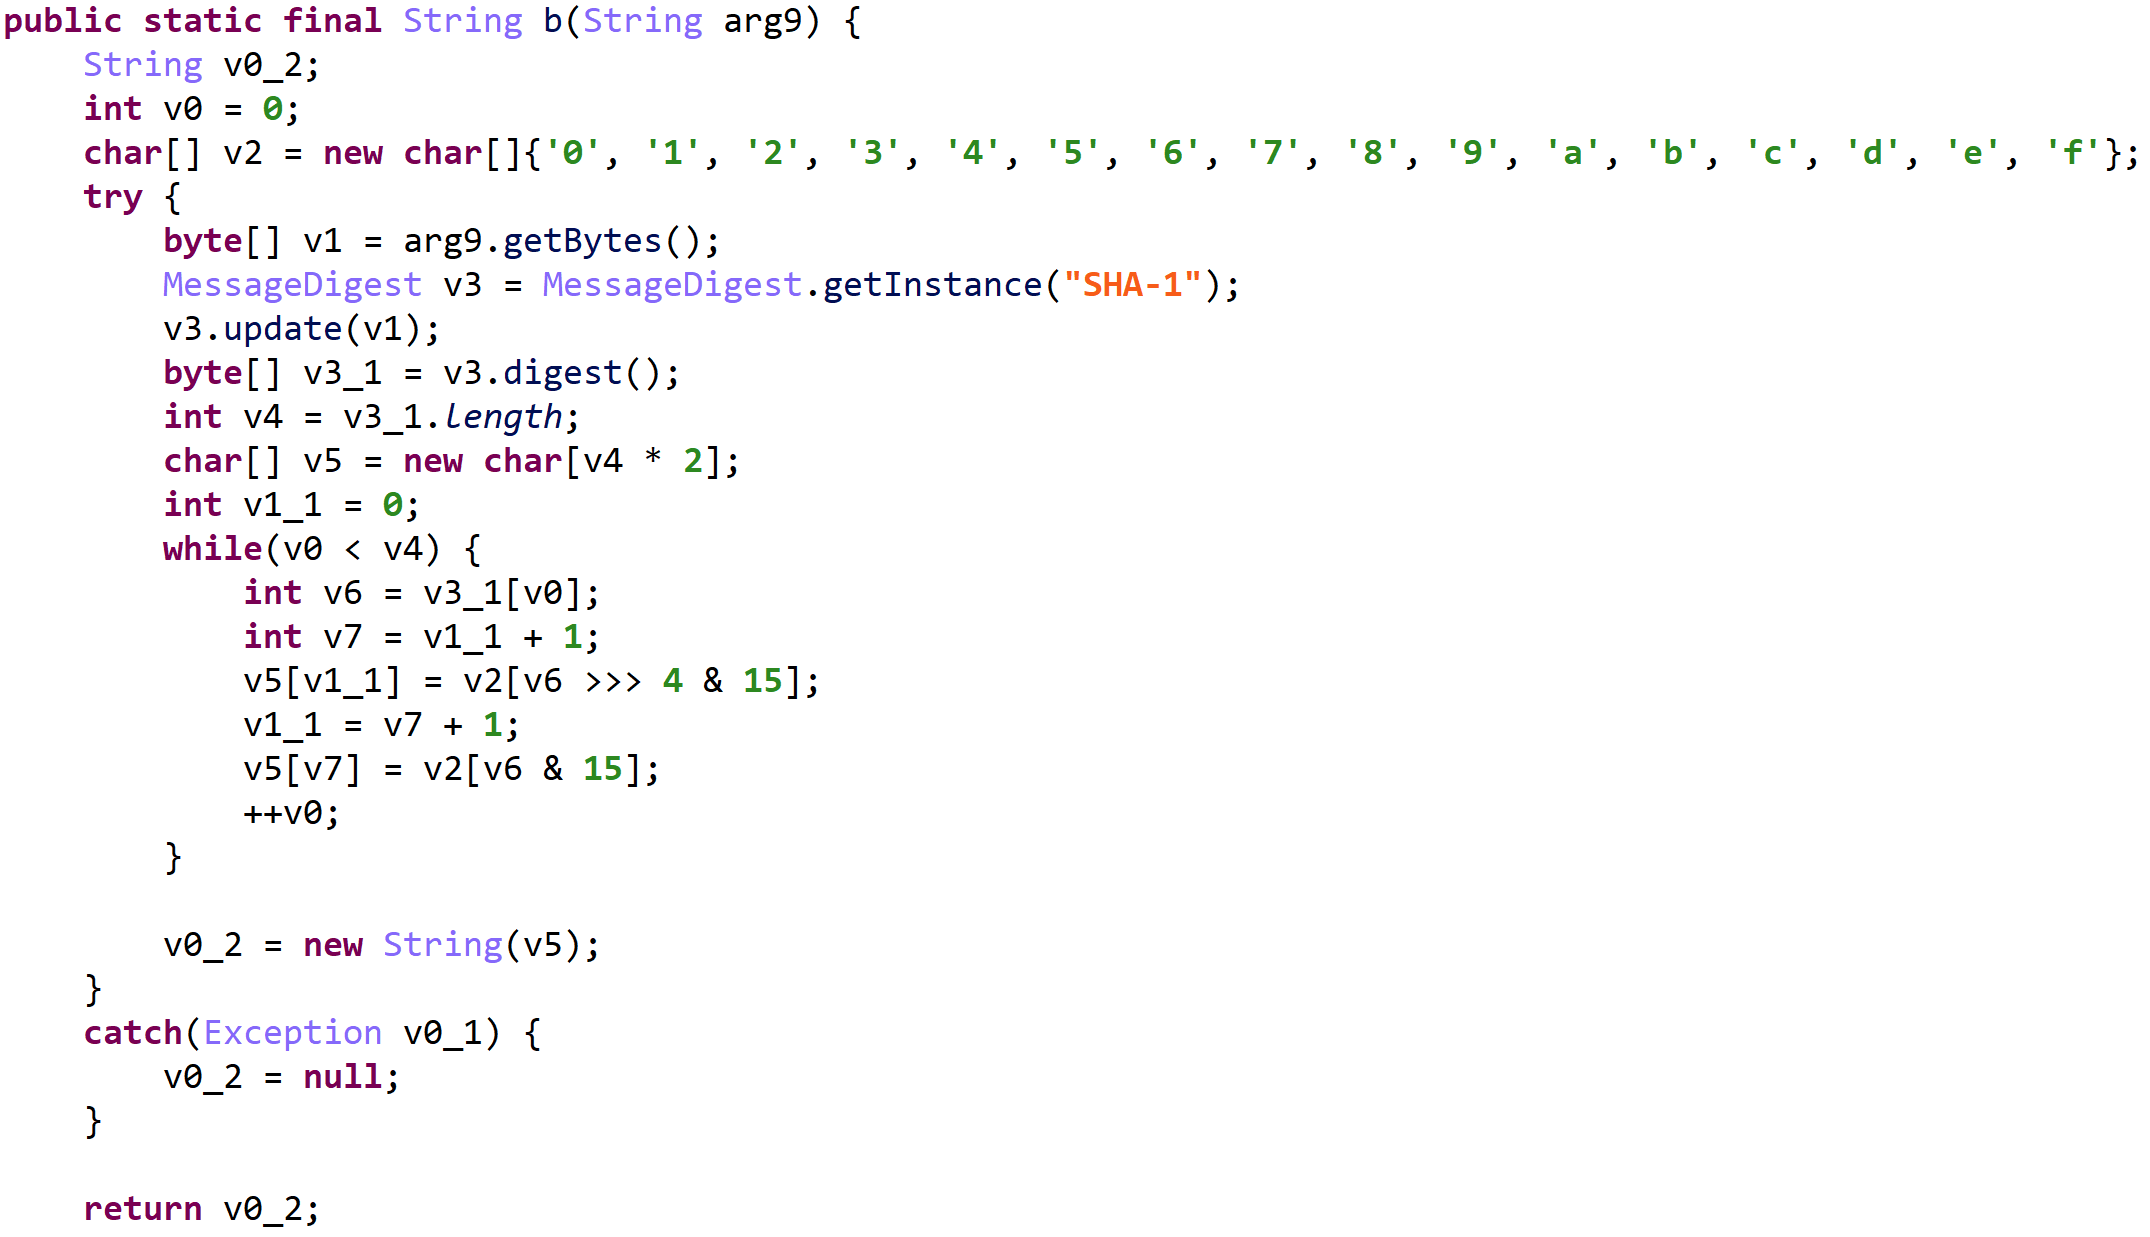 public static final String b(String arg9) {
    String v0_2;
    int v0 = 0;
    char[] v2 = new char[]{'0', '1', '2', '3', '4', '5', '6', '7', '8', '9', 'a', 'b', 'c', 'd', 'e', 'f'};
    try {
        byte[] v1 = arg9.getBytes();
        MessageDigest v3 = MessageDigest.getInstance("SHA-1");
        v3.update(v1);
        byte[] v3_1 = v3.digest();
        int v4 = v3_1.length;
        char[] v5 = new char[v4 * 2];
        int v1_1 = 0;
        while(v0 < v4) {
            int v6 = v3_1[v0];
            int v7 = v1_1 + 1;
            v5[v1_1] = v2[v6 >>> 4 & 15];
            v1_1 = v7 + 1;
            v5[v7] = v2[v6 & 15];
            ++v0;
        }

        v0_2 = new String(v5);
    }
    catch(Exception v0_1) {
        v0_2 = null;
    }

    return v0_2;